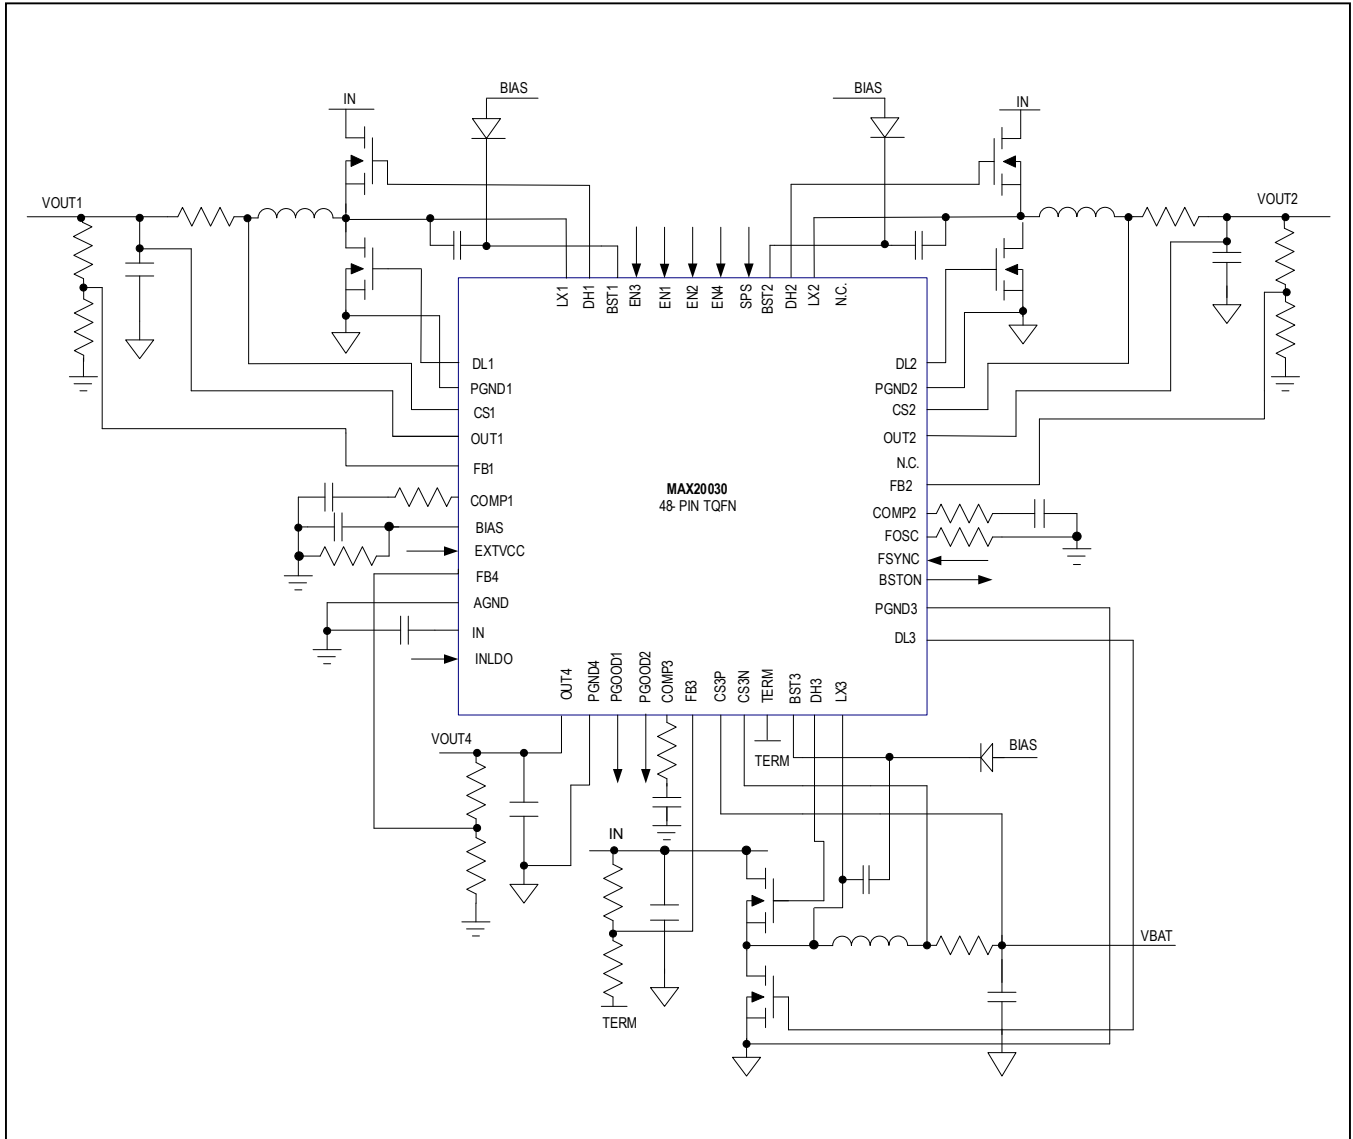 BIAS
BIAS
IN
IN
VOUT1
VOUT2
LX1
DH1
BST1
EN3
EN1
EN2
EN4
SPS
BST2
DH2
LX2
N.C.
DL1
PGND1
CS1
OUT1
FB1
COMP1
BIAS
EXTVCC
FB4
AGND
IN
INLDO
MAX20030
48- PIN TQFN
DL2
PGND2
CS2
OUT2
N.C.
FB2
COMP2
FOSC
FSYNC
BSTON
PGND3
DL3
OUT4
PGND4
PGOOD1
PGOOD2
COMP3
FB3
CS3P
CS3N
TERM
BST3
DH3
LX3
VOUT4
TERM
BIAS
IN
VBAT
TERM